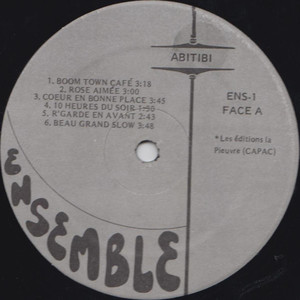 ABITIBI
1. BOOM TOWN CAFÉ 3:18
2. ROSE AIMÉE 3:00
3. COEUR EN BONNE PLACE 3:45
4. 10 HEURES DU SOIR 1:50
5. R'GARDE EN AVANT 2:43
6. BEAU GRAND SLOW 3:48
ENS-1
FACE A
* Les éditions la
Pieuvre (CAPAC)
ENSEMBLE